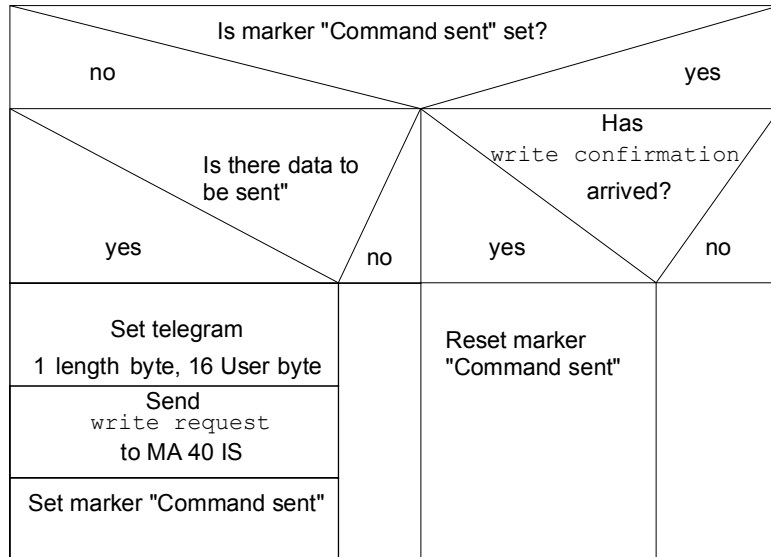 Is marker "Command sent" set?
no
yes
Is there data to
be sent"
Has
write confirmation
arrived?
yes
no
yes
no
Set telegram
1 length byte, 16 User byte
Send
write request
to MA 40 IS
Set marker "Command sent"
Reset marker
"Command sent"